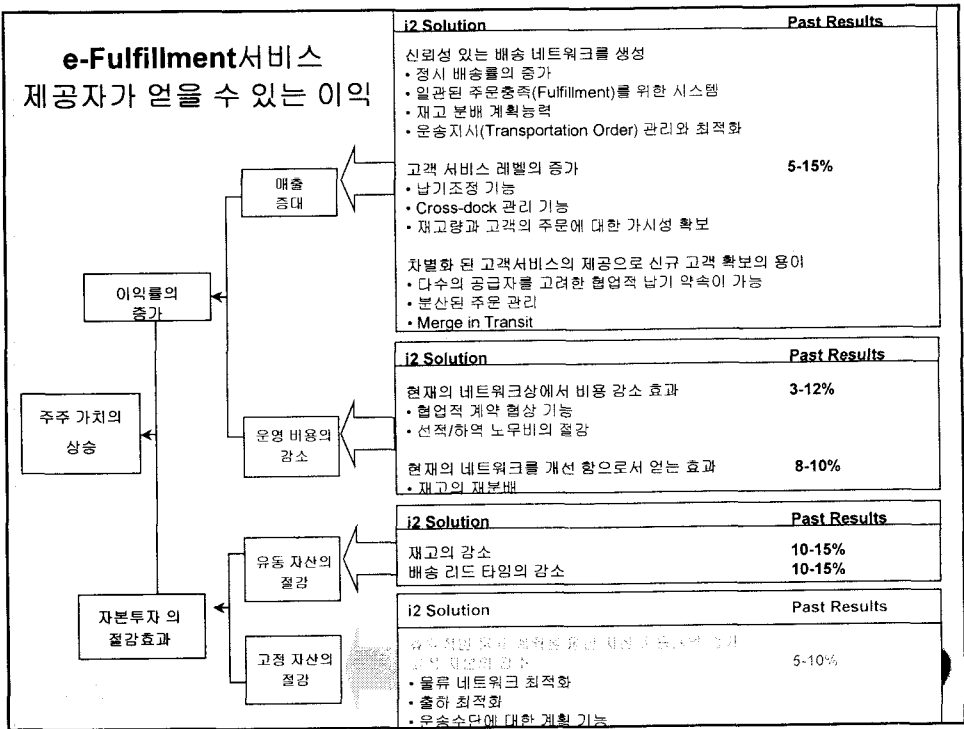 e-Fulfillment서비스
제공자가 얻을 수 있는 이익
주주 가치의
상승
이익률의
증가
자본투자 의
절감효과
매출
증대
운영 비용의
감소
유동 자산의
절감
고정 자산의
절감
i2 Solution Past Results
신뢰성 있는 배송 네트워크를 생성
• 정시 배송률의 증가
• 일관된 주문충족(Fulfillment)를 위한 시스템
• 재고 분배 계획능력
• 운송지시(Transportation Order) 관리와 최적화
고객 서비스 레벨의 증가 5-15%
• 납기조정 기능
• Cross-dock 관리 기능
• 재고량과 고객의 주문에 대한 가시성 확보
차별화 된 고객서비스의 제공으로 신규 고객 확보의 용이
• 다수의 공급자를 고려한 협업적 납기 약속이 가능
• 분산된 주문 관리
• Merge in Transit
i2 Solution Past Results
현재의 네트워크상에서 비용 감소 효과 3-12%
• 협업적 계약 협상 기능
• 선적/하역 노무비의 절감
현재의 네트워크를 개선 함으로서 얻는 효과 8-10%
• 재고의 재분배
i2 Solution Past Results
재고의 감소 10-15%
배송 리드 타임의 감소 10-15%
i2 Solution Past Results
5-10%
• 물류 네트워크 최적화
• 출하 최적화
• 운송수단에 대한 계획 기능